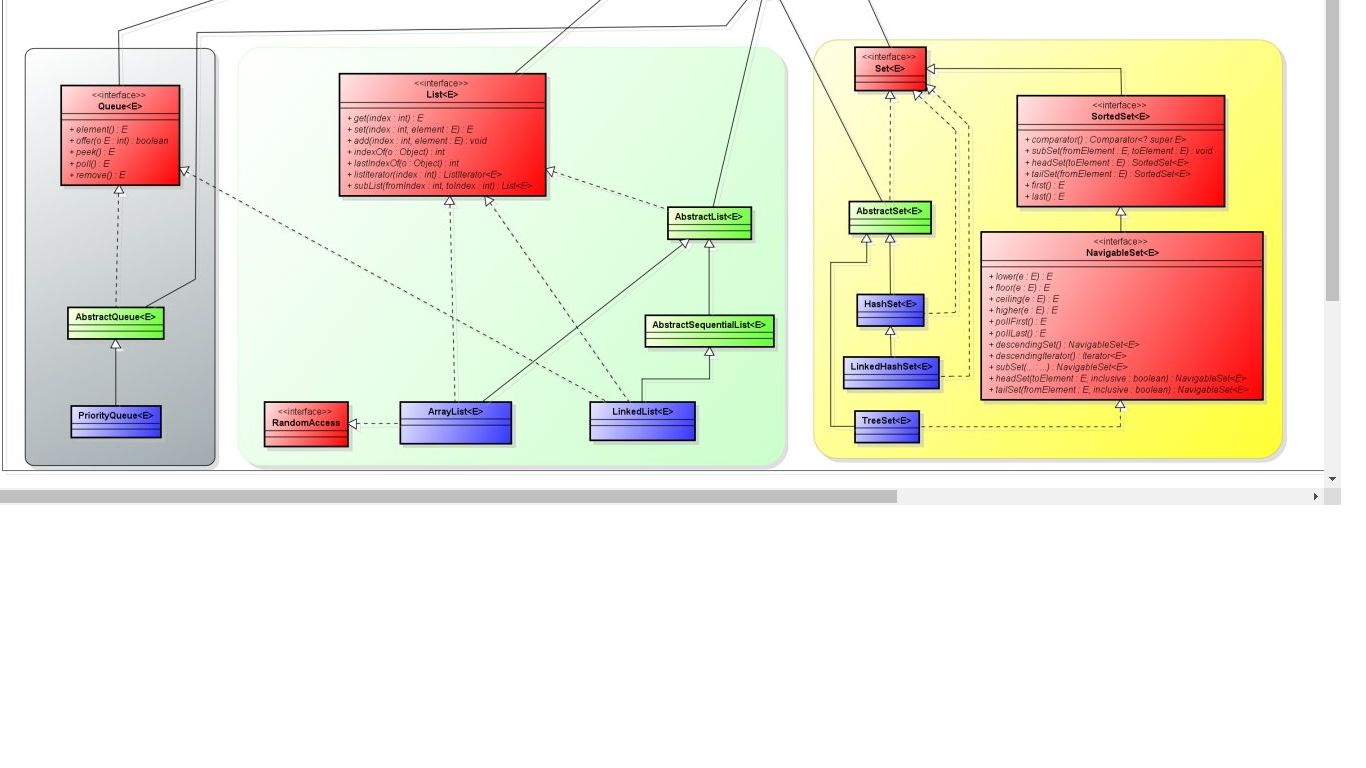 <<interface>>
Queue<E>
+ element() : E
+ offer(o E : int) : boolean
+ peek() : E
+ poll() : E
+ remove() : E
AbstractQueue<E>
PriorityQueue<E>
<<interface>>
List<E>
+ get(index : int) : E
+ set(index : int, element : E) : E
+ add(index : int, element : E) : void
+ indexOf(o : Object) : int
+ lastIndexOf(o : Object) : int
+ listIterator(index : int) : ListIterator<E>
+ subList(fromIndex : int, toIndex : int) : List<E>
AbstractList<E>
AbstractSequentialList<E>
<<interface>>
RandomAccess
ArrayList<E>
LinkedList<E>
<<interface>>
Set<E>
<<interface>>
SortedSet<E>
+ comparator() : Comparator<? super E>
+ subSet(fromElement : E, toElement : E) : void
+ headSet(toElement : E) : SortedSet<E>
+ tailSet(fromElement : E) : SortedSet<E>
+ first() : E
+ last() : E
AbstractSet<E>
<<interface>>
NavigableSet<E>
+ lower(e : E) : E
+ floor(e : E) : E
+ ceiling(e : E) : E
+ higher(e : E) : E
+ pollFirst() : E
+ pollLast() : E
+ descendingSet() : NavigableSet<E>
+ descendingIterator() : Iterator<E>
+ subSet(... : ...) : NavigableSet<E>
+ headSet(toElement : E, inclusive : boolean) : NavigableSet<E>
+ tailSet(fromElement : E, inclusive : boolean) : NavigableSet<E>
HashSet<E>
LinkedHashSet<E>
TreeSet<E>